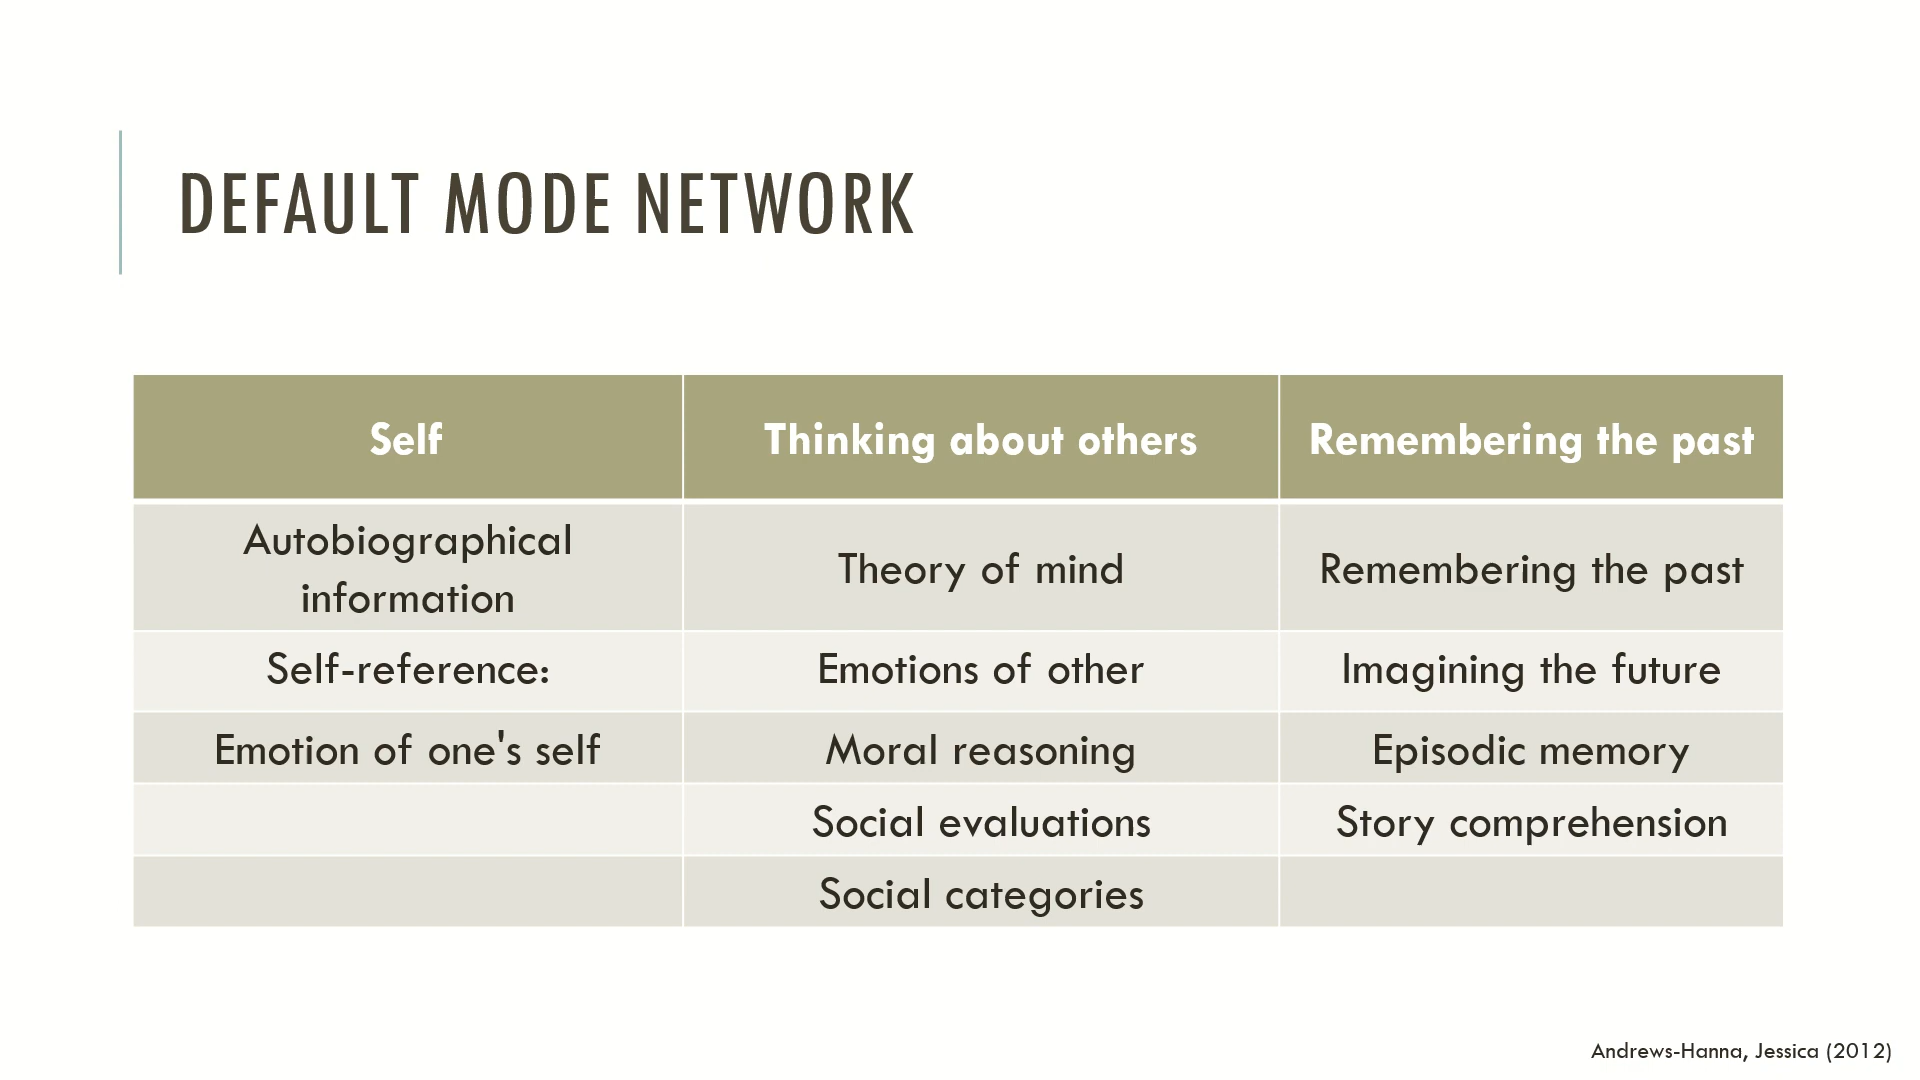 DEFAULT MODE NETWORK
Self
Thinking about others
Remembering the past
Autobiographical
information
Theory of mind
Remembering the past
Self-reference:
Emotions of other
Imagining the future
Emotion of one's self
Moral reasoning
Episodic memory
Social evaluations
Story comprehension
Social categories
Andrews-Hanna, Jessica (2012)